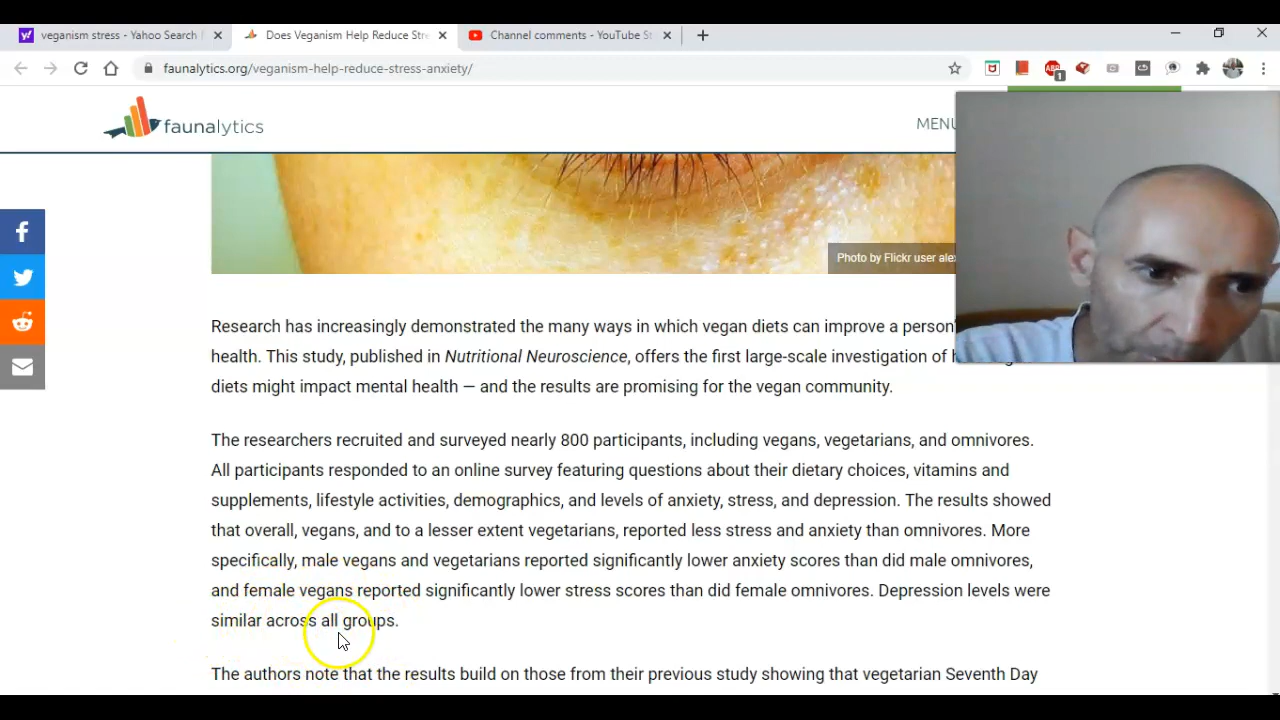 veganism stress - Yahoo Search
Does Veganism Help Reduce Stre
Channel comments - YouTube St
faunalytics.org/veganism-help-reduce-stress-anxiety/
1
faunalytics
MENU
Photo by Flickr user alex
Research has increasingly demonstrated the many ways in which vegan diets can improve a person
health. This study, published in Nutritional Neuroscience, offers the first large-scale investigation of
diets might impact mental health — and the results are promising for the vegan community.
The researchers recruited and surveyed nearly 800 participants, including vegans, vegetarians, and omnivores.
All participants responded to an online survey featuring questions about their dietary choices, vitamins and
supplements, lifestyle activities, demographics, and levels of anxiety, stress, and depression. The results showed
that overall, vegans, and to a lesser extent vegetarians, reported less stress and anxiety than omnivores. More
specifically, male vegans and vegetarians reported significantly lower anxiety scores than did male omnivores,
and female vegans reported significantly lower stress scores than did female omnivores. Depression levels were
similar across all groups.
The authors note that the results build on those from their previous study showing that vegetarian Seventh Day